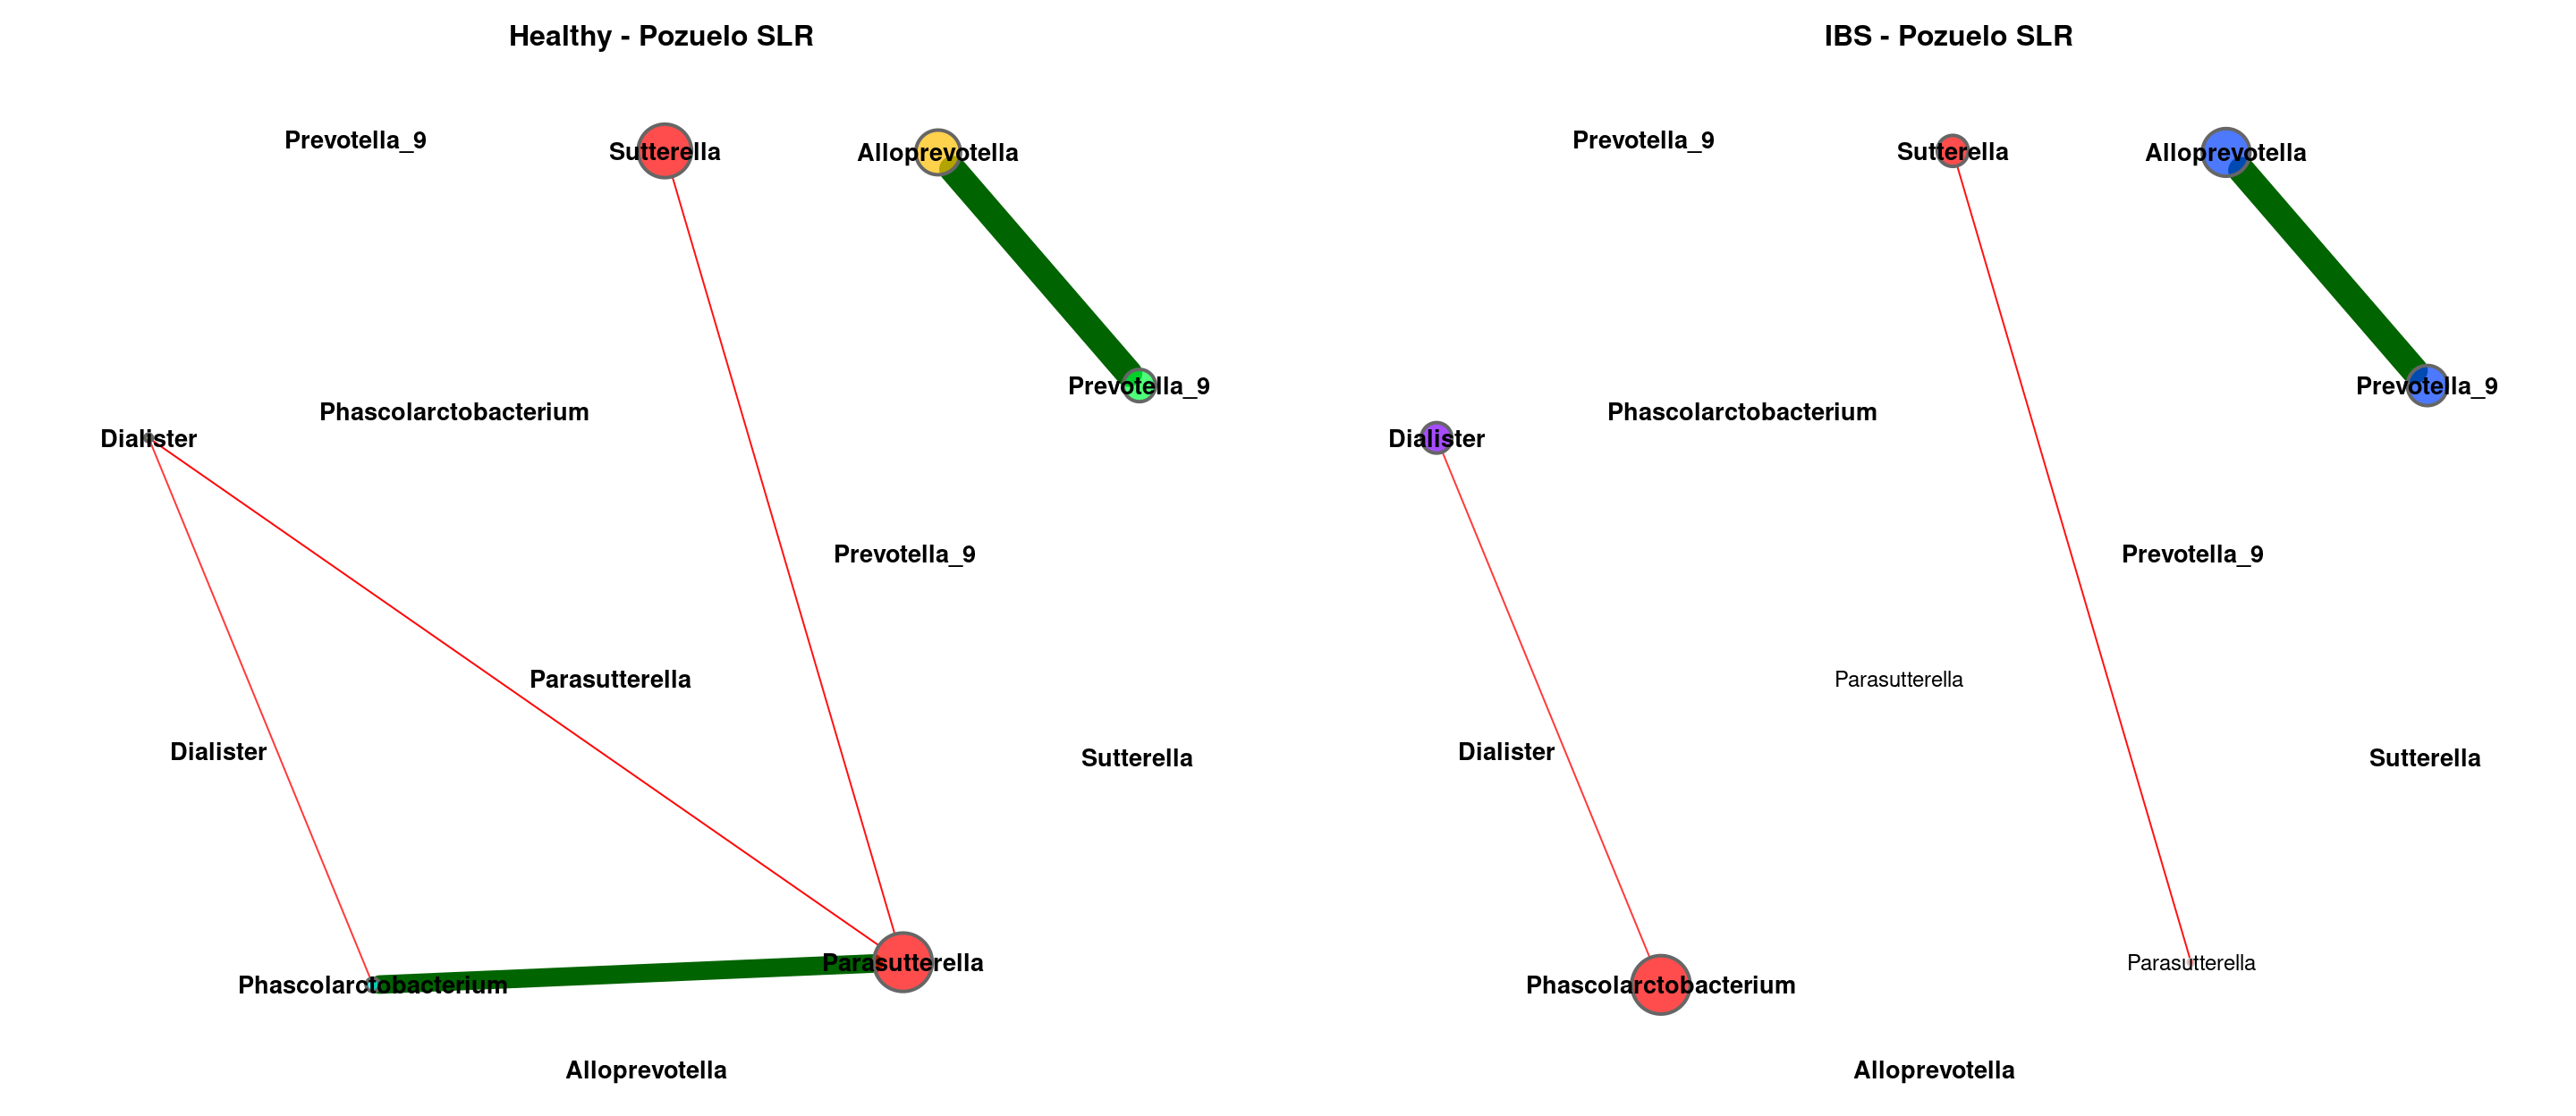 Healthy - Pozuelo SLR
Prevotella_9
Sutterella
Alloprevotella
Prevotella_9
Phascolarctobacterium
Dialister
Prevotella_9
Parasutterella
Dialister
Sutterella
Parasutterella
Phascolarctobacterium
Alloprevotella
IBS - Pozuelo SLR
Prevotella_9
Sutterella
Alloprevotella
Prevotella_9
Phascolarctobacterium
Dialister
Prevotella_9
Parasutterella
Dialister
Sutterella
Parasutterella
Phascolarctobacterium
Alloprevotella